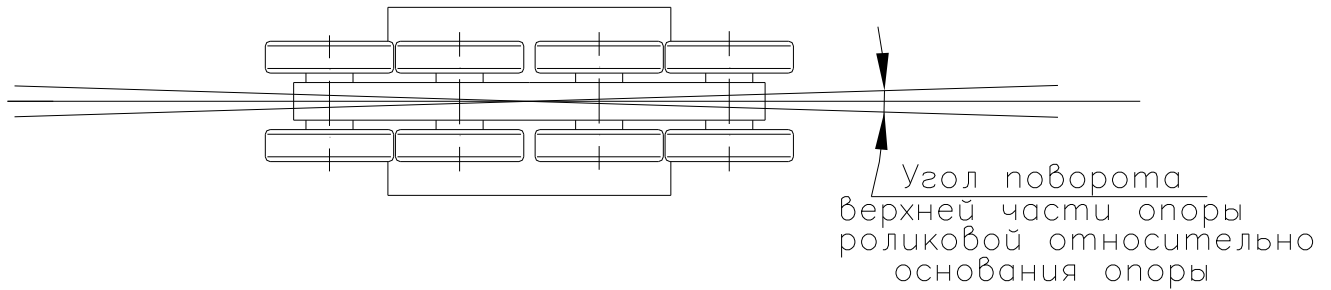 Угол поворота
верхней части опоры
роликовой относительно
основания опоры